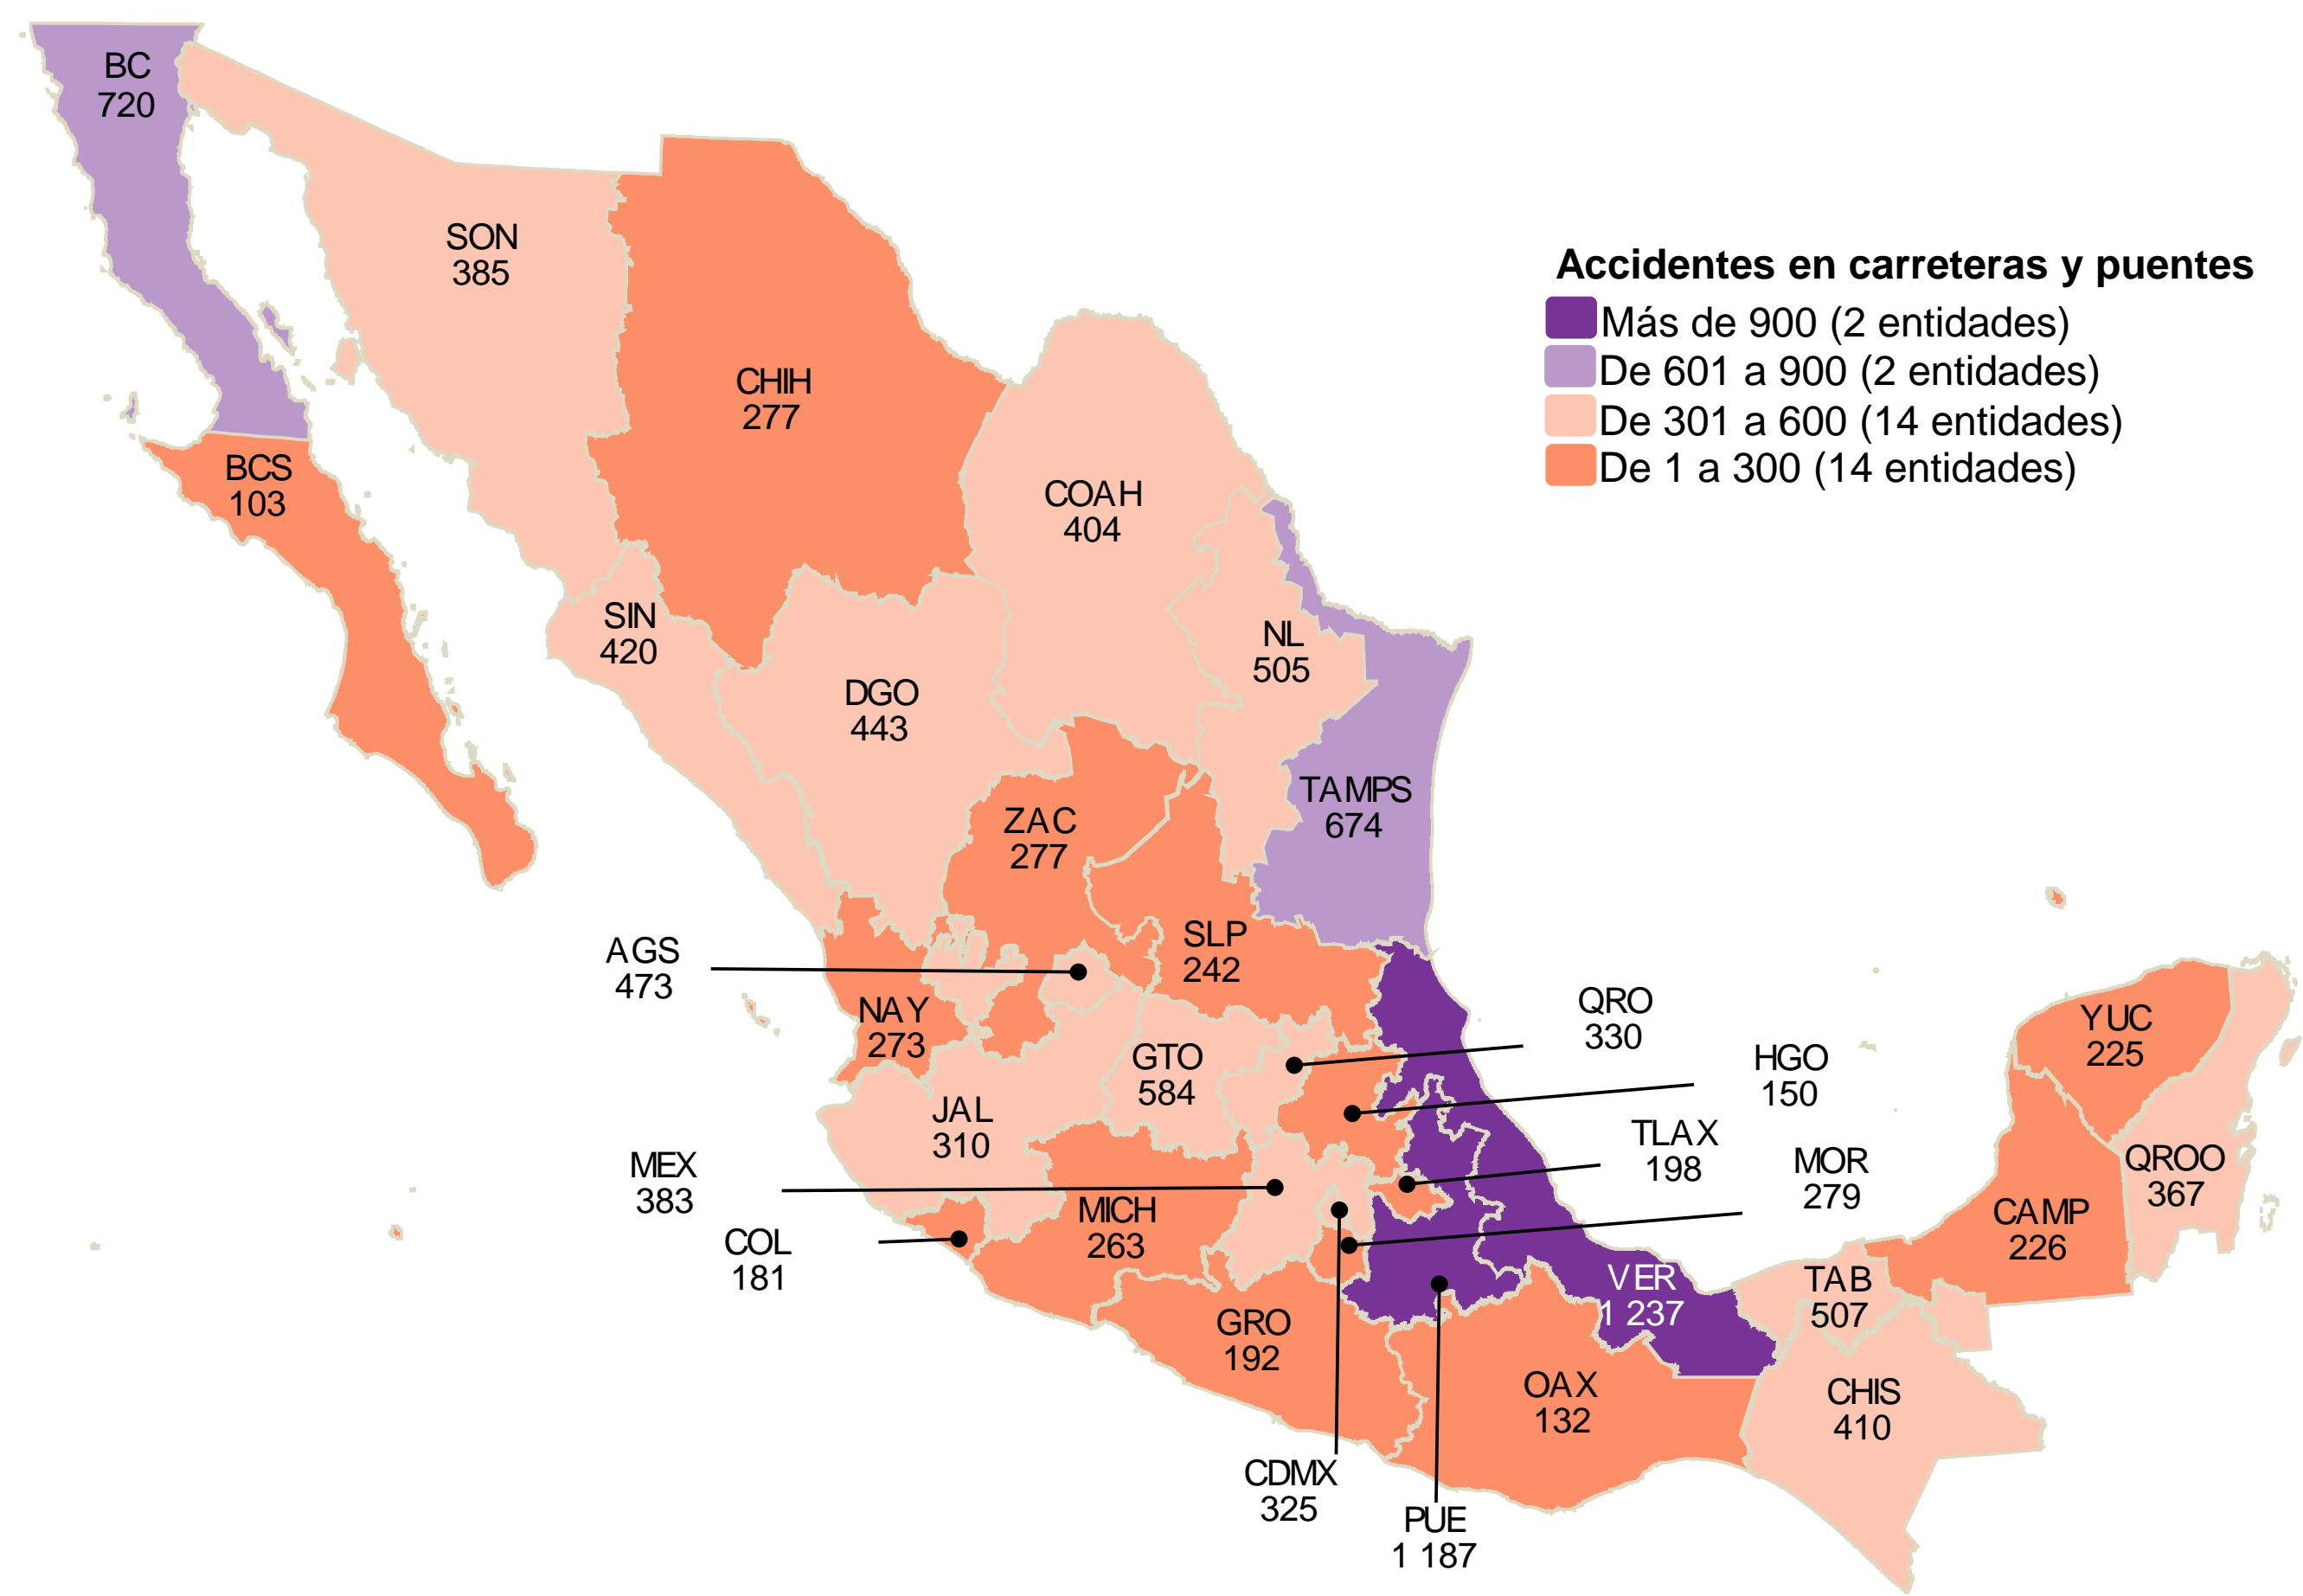 BC
720
SON
385
Accidentes en carreteras y puentes
Más de 900 (2 entidades)
De 601 a 900 (2 entidades)
De 301 a 600 (14 entidades)
De 1 a 300 (14 entidades)
CHIH
277
BCS
103
COAH
404
SIN
420
NL
505
DGO
443
TAMPS
674
ZAC
277
SLP
242
AGS
473
NAY
273
QRO
330
YUC
225
GTO
584
HGO
150
JAL
310
TLAX
198
MEX
383
MOR
279
QROO
367
MICH
263
CAMP
226
COL
181
VER
1 237
TAB
507
GRO
192
OAX
132
CHIS
410
CDMX
325
PUE
1 187